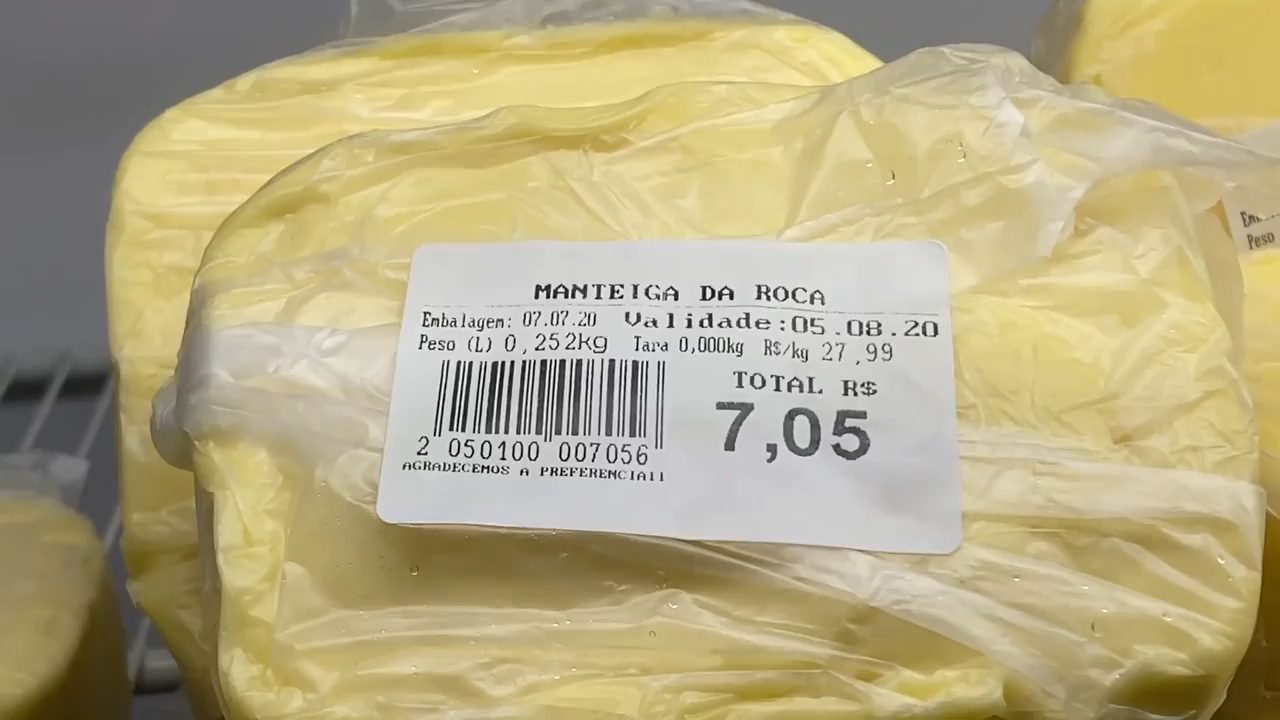 MANTEIGA DA ROCA
Embalagem: 07.07.20 Validade:05.08.20
Peso (L) 0,252kg Tara 0,000kg R$/kg 27,99
TOTAL R$
7,05
2 050100 007056
AGRADECEMOS A PREFERENCIA!!
Peso